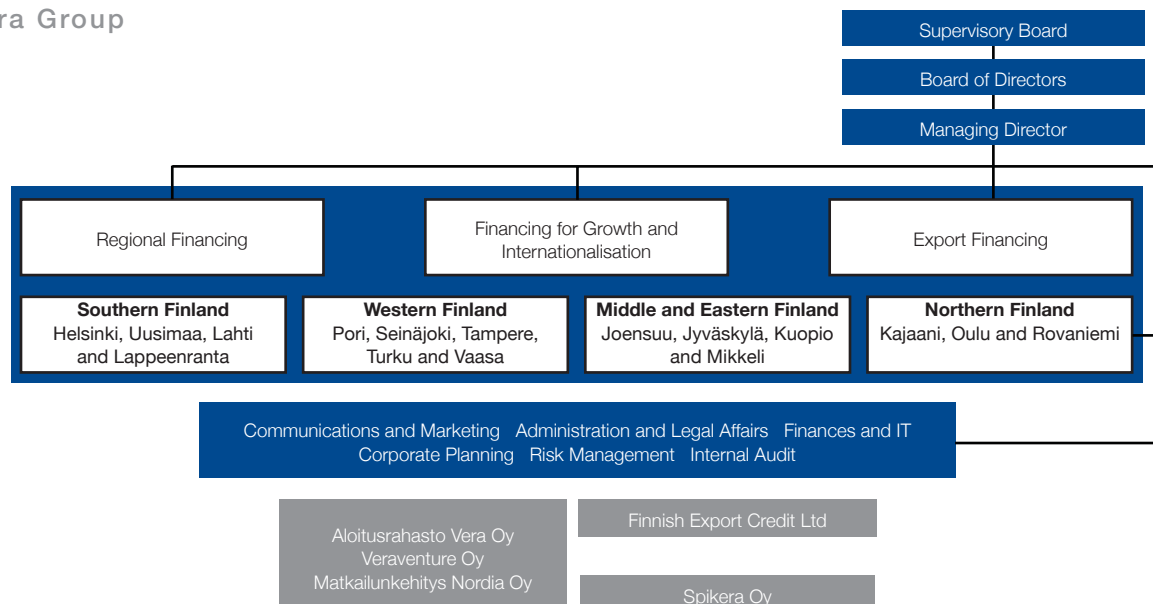 ra Group
Supervisory Board
Board of Directors
Managing Director
Regional Financing
Financing for Growth and
Internationalisation
Export Financing
Southern Finland
Helsinki, Uusimaa, Lahti
and Lappeenranta
Western Finland
Pori, Seinäjoki, Tampere,
Turku and Vaasa
Middle and Eastern Finland
Joensuu, Jyväskylä, Kuopio
and Mikkeli
Northern Finland
Kajaani, Oulu and Rovaniemi
Communications and Marketing Administration and Legal Affairs Finances and IT
Corporate Planning Risk Management Internal Audit
Aloitusrahasto Vera Oy
Veraventure Oy
Matkailunkehitys Nordia Oy
Finnish Export Credit Ltd
Spikera Oy